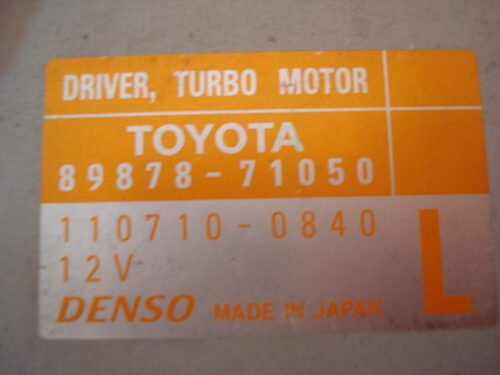 DRIVER, TURBO MOTOR
TOYOTA
89878-71050
110710-0840
12V
L
DENSO MADE IN JAPAN